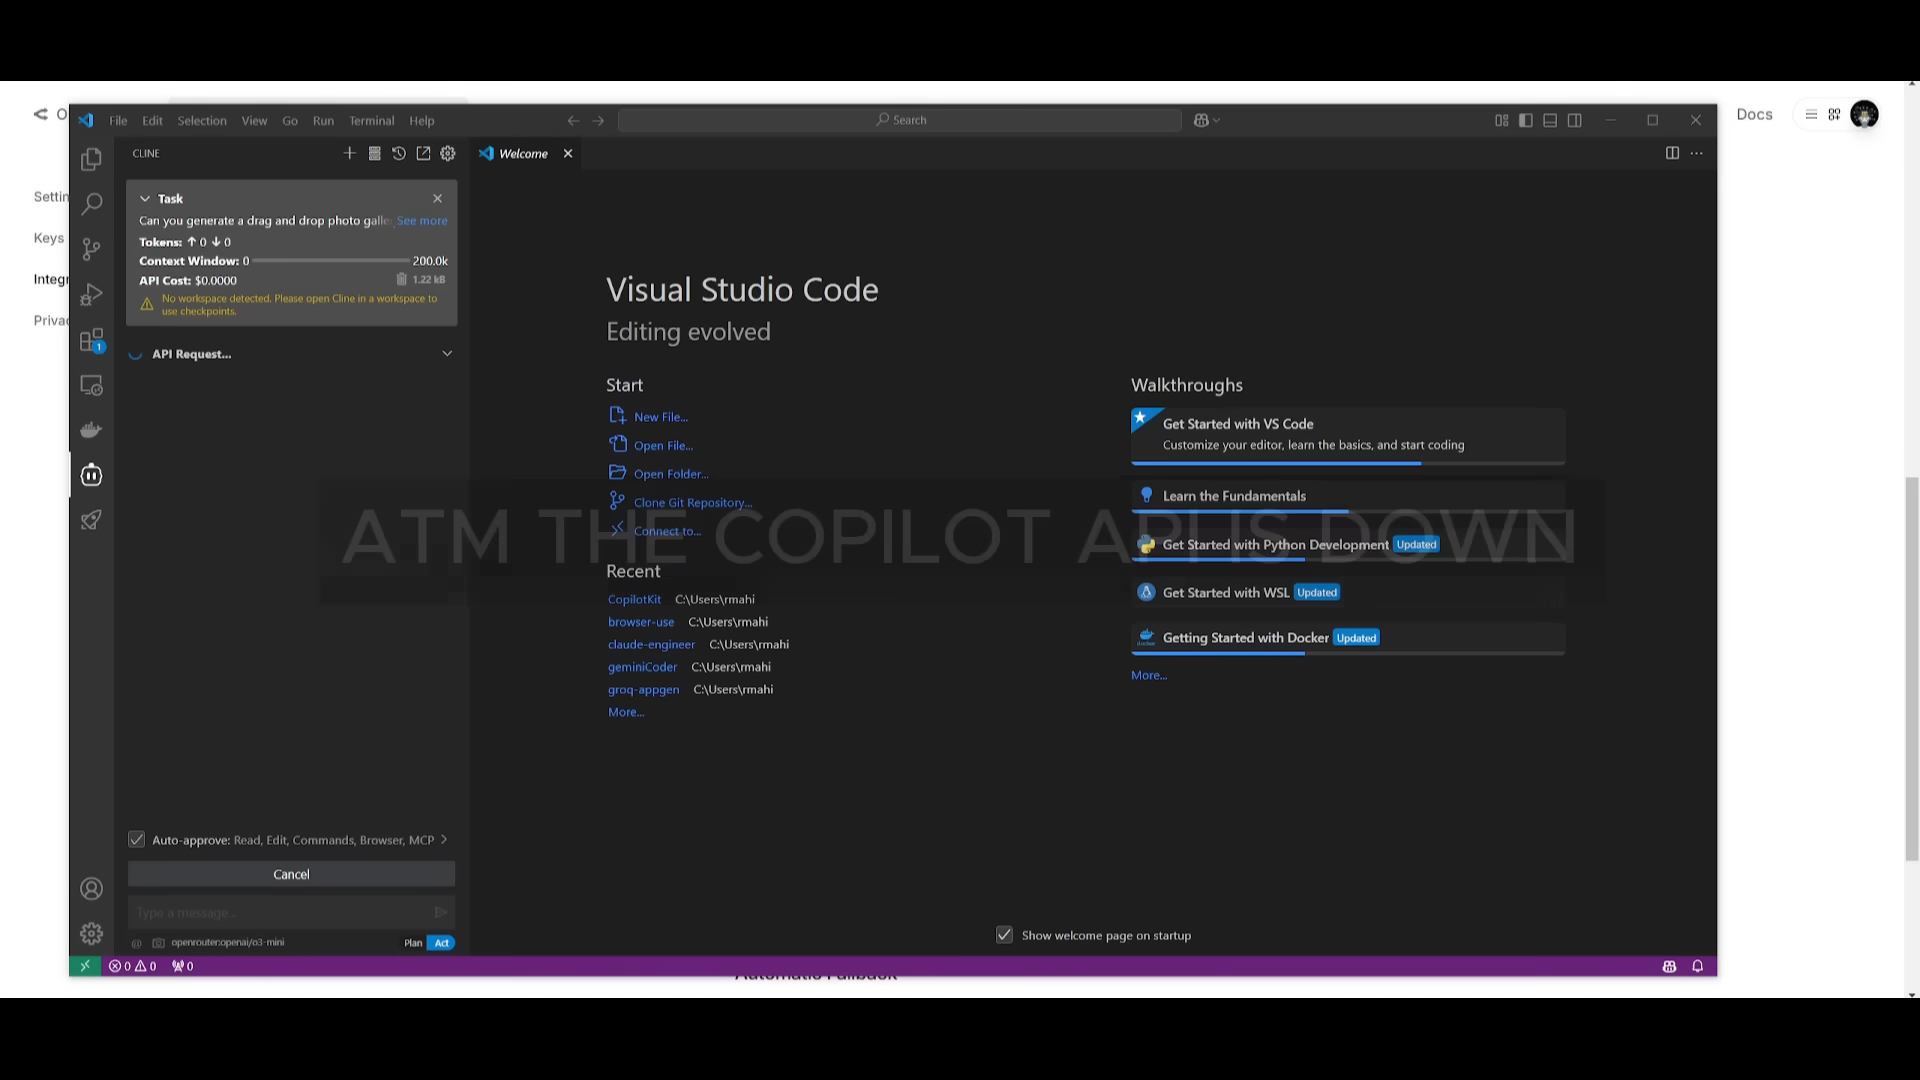 Docs
Settin
Keys
Integr
Privac
File Edit Selection View Go Run Terminal Help
Search
CLINE
Welcome
Task
Can you generate a drag and drop photo galle See more
Tokens: ↑ 0 ↓ 0
Context Window: 0 200.0k
API Cost: $0.0000 1.22 kB
No workspace detected. Please open Cline in a workspace to
use checkpoints.
API Request...
1
Auto-approve: Read, Edit, Commands, Browser, MCP
Cancel
Type a message...
@ openrouter:openai/o3-mini Plan Act
Visual Studio Code
Editing evolved
Start
New File...
Open File...
Open Folder...
Clone Git Repository...
Connect to...
ATM THE COPILOT API IS DOWN
Recent
CopilotKit C:\Users\rmahi
browser-use C:\Users\rmahi
claude-engineer C:\Users\rmahi
geminiCoder C:\Users\rmahi
groq-appgen C:\Users\rmahi
More...
Walkthroughs
Get Started with VS Code
Customize your editor, learn the basics, and start coding
Learn the Fundamentals
Get Started with Python Development Updated
Get Started with WSL Updated
Getting Started with Docker Updated
More...
Show welcome page on startup
0 0 0
Automatic Fallback